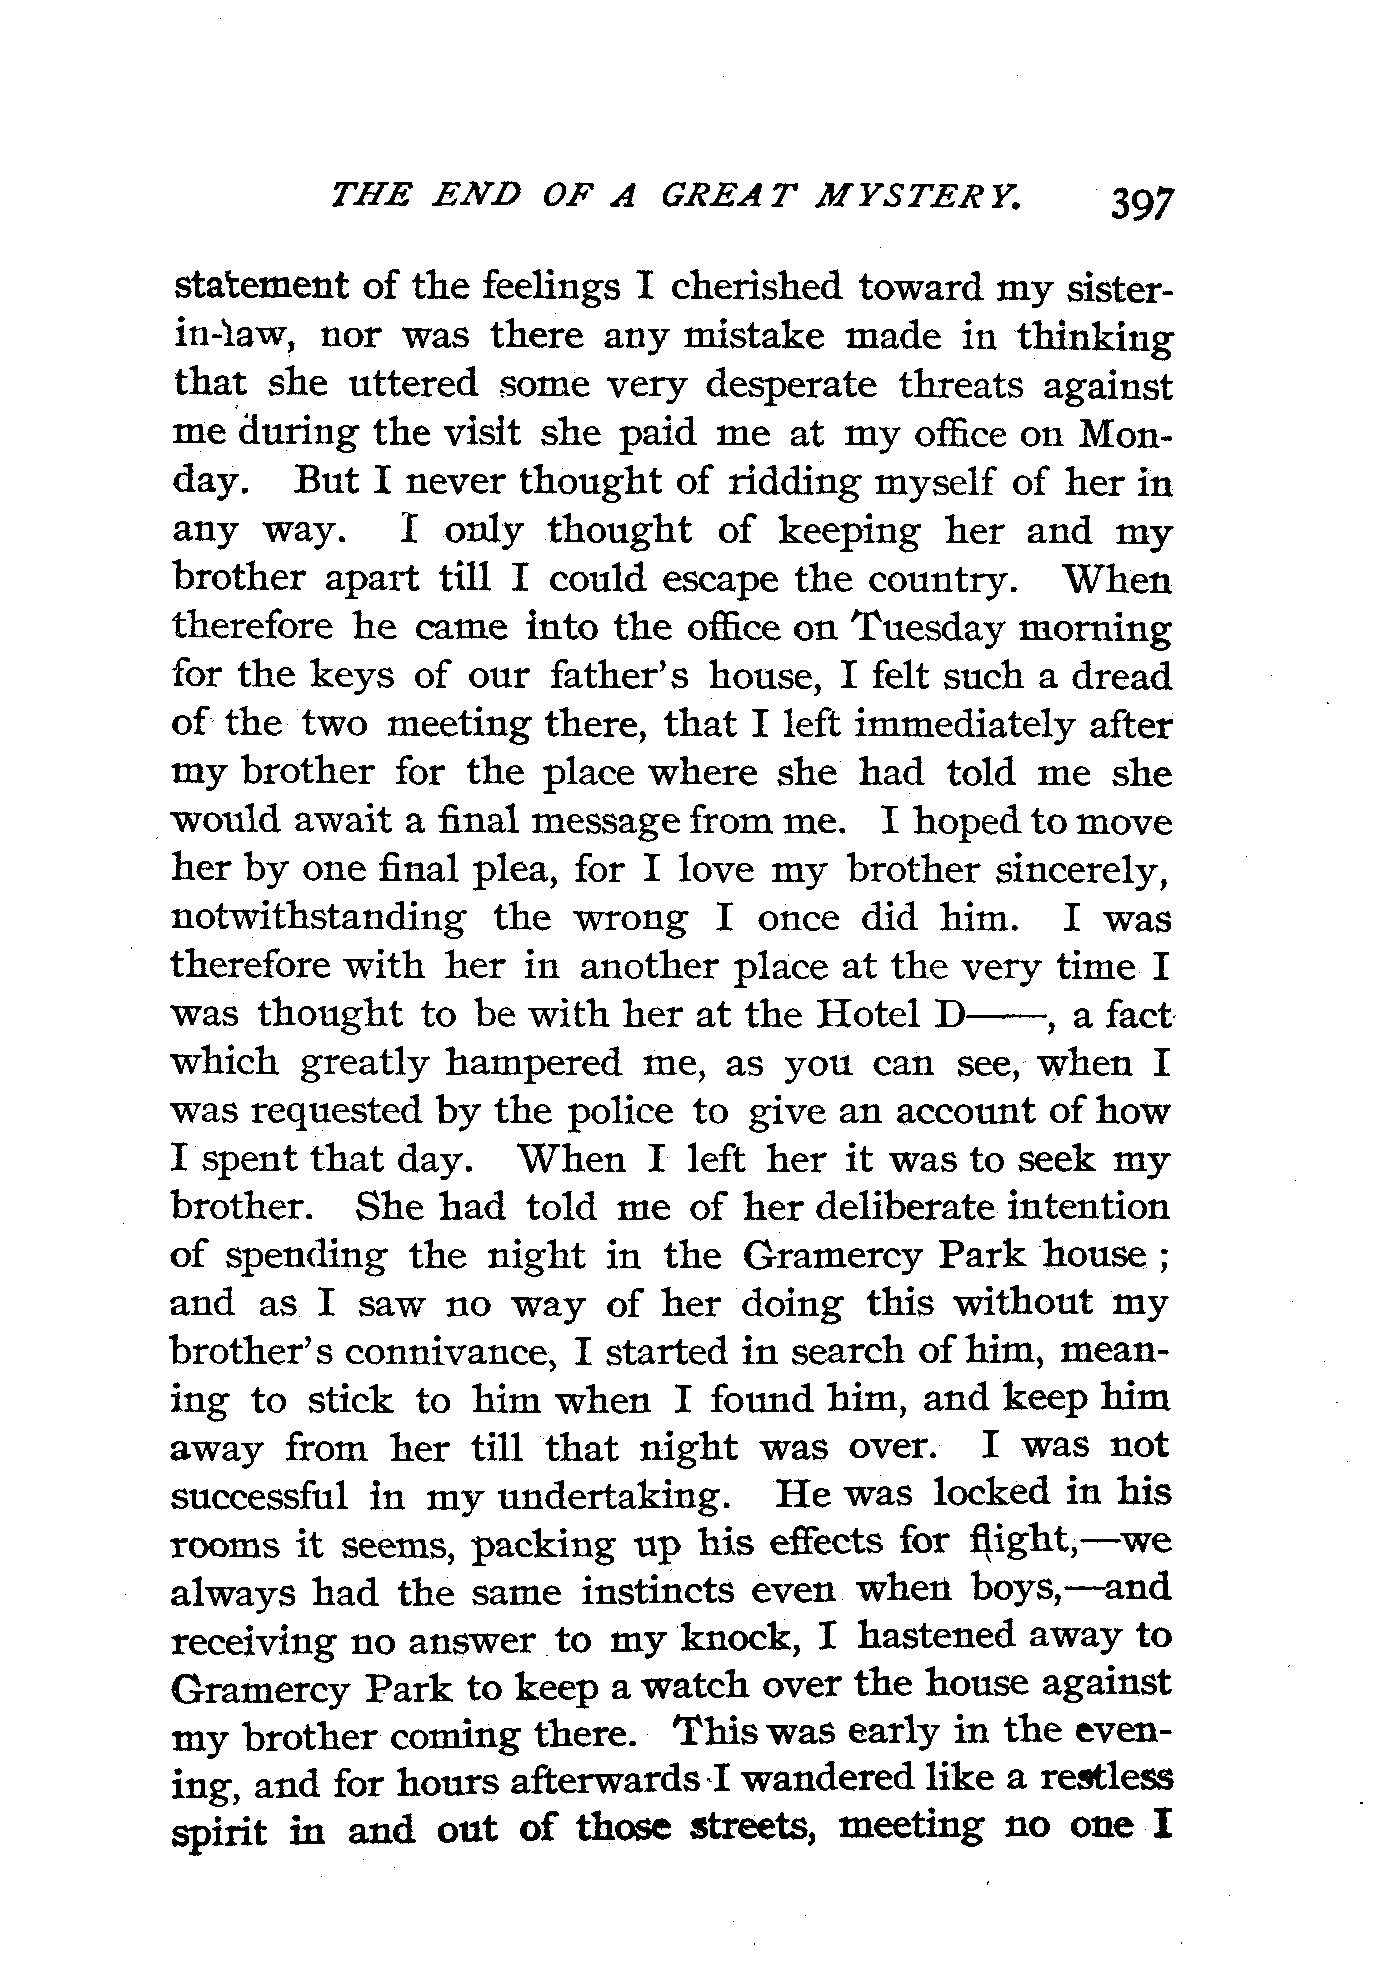 THE END OF A GREAT MYSTERY. 397
statement of the feelings I cherished toward my sister-
in-law, nor was there any mistake made in thinking
that she uttered some very desperate threats against
me during the visit she paid me at my office on Mon-
day. But I never thought of ridding myself of her in
any way. I only thought of keeping her and my
brother apart till I could escape the country. When
therefore he came into the office on Tuesday morning
for the keys of our father's house, I felt such a dread
of the two meeting there, that I left immediately after
my brother for the place where she had told me she
would await a final message from me. I hoped to move
her by one final plea, for I love my brother sincerely,
notwithstanding the wrong I once did him. I was
therefore with her in another place at the very time I
was thought to be with her at the Hotel D——, a fact
which greatly hampered me, as you can see, when I
was requested by the police to give an account of how
I spent that day. When I left her it was to seek my
brother. She had told me of her deliberate intention
of spending the night in the Gramercy Park house ;
and as I saw no way of her doing this without my
brother's connivance, I started in search of him, mean-
ing to stick to him when I found him, and keep him
away from her till that night was over. I was not
successful in my undertaking. He was locked in his
rooms it seems, packing up his effects for flight,—we
always had the same instincts even when boys,—and
receiving no answer to my knock, I hastened away to
Gramercy Park to keep a watch over the house against
my brother coming there. This was early in the even-
ing, and for hours afterwards I wandered like a restless
spirit in and out of those streets, meeting no one I